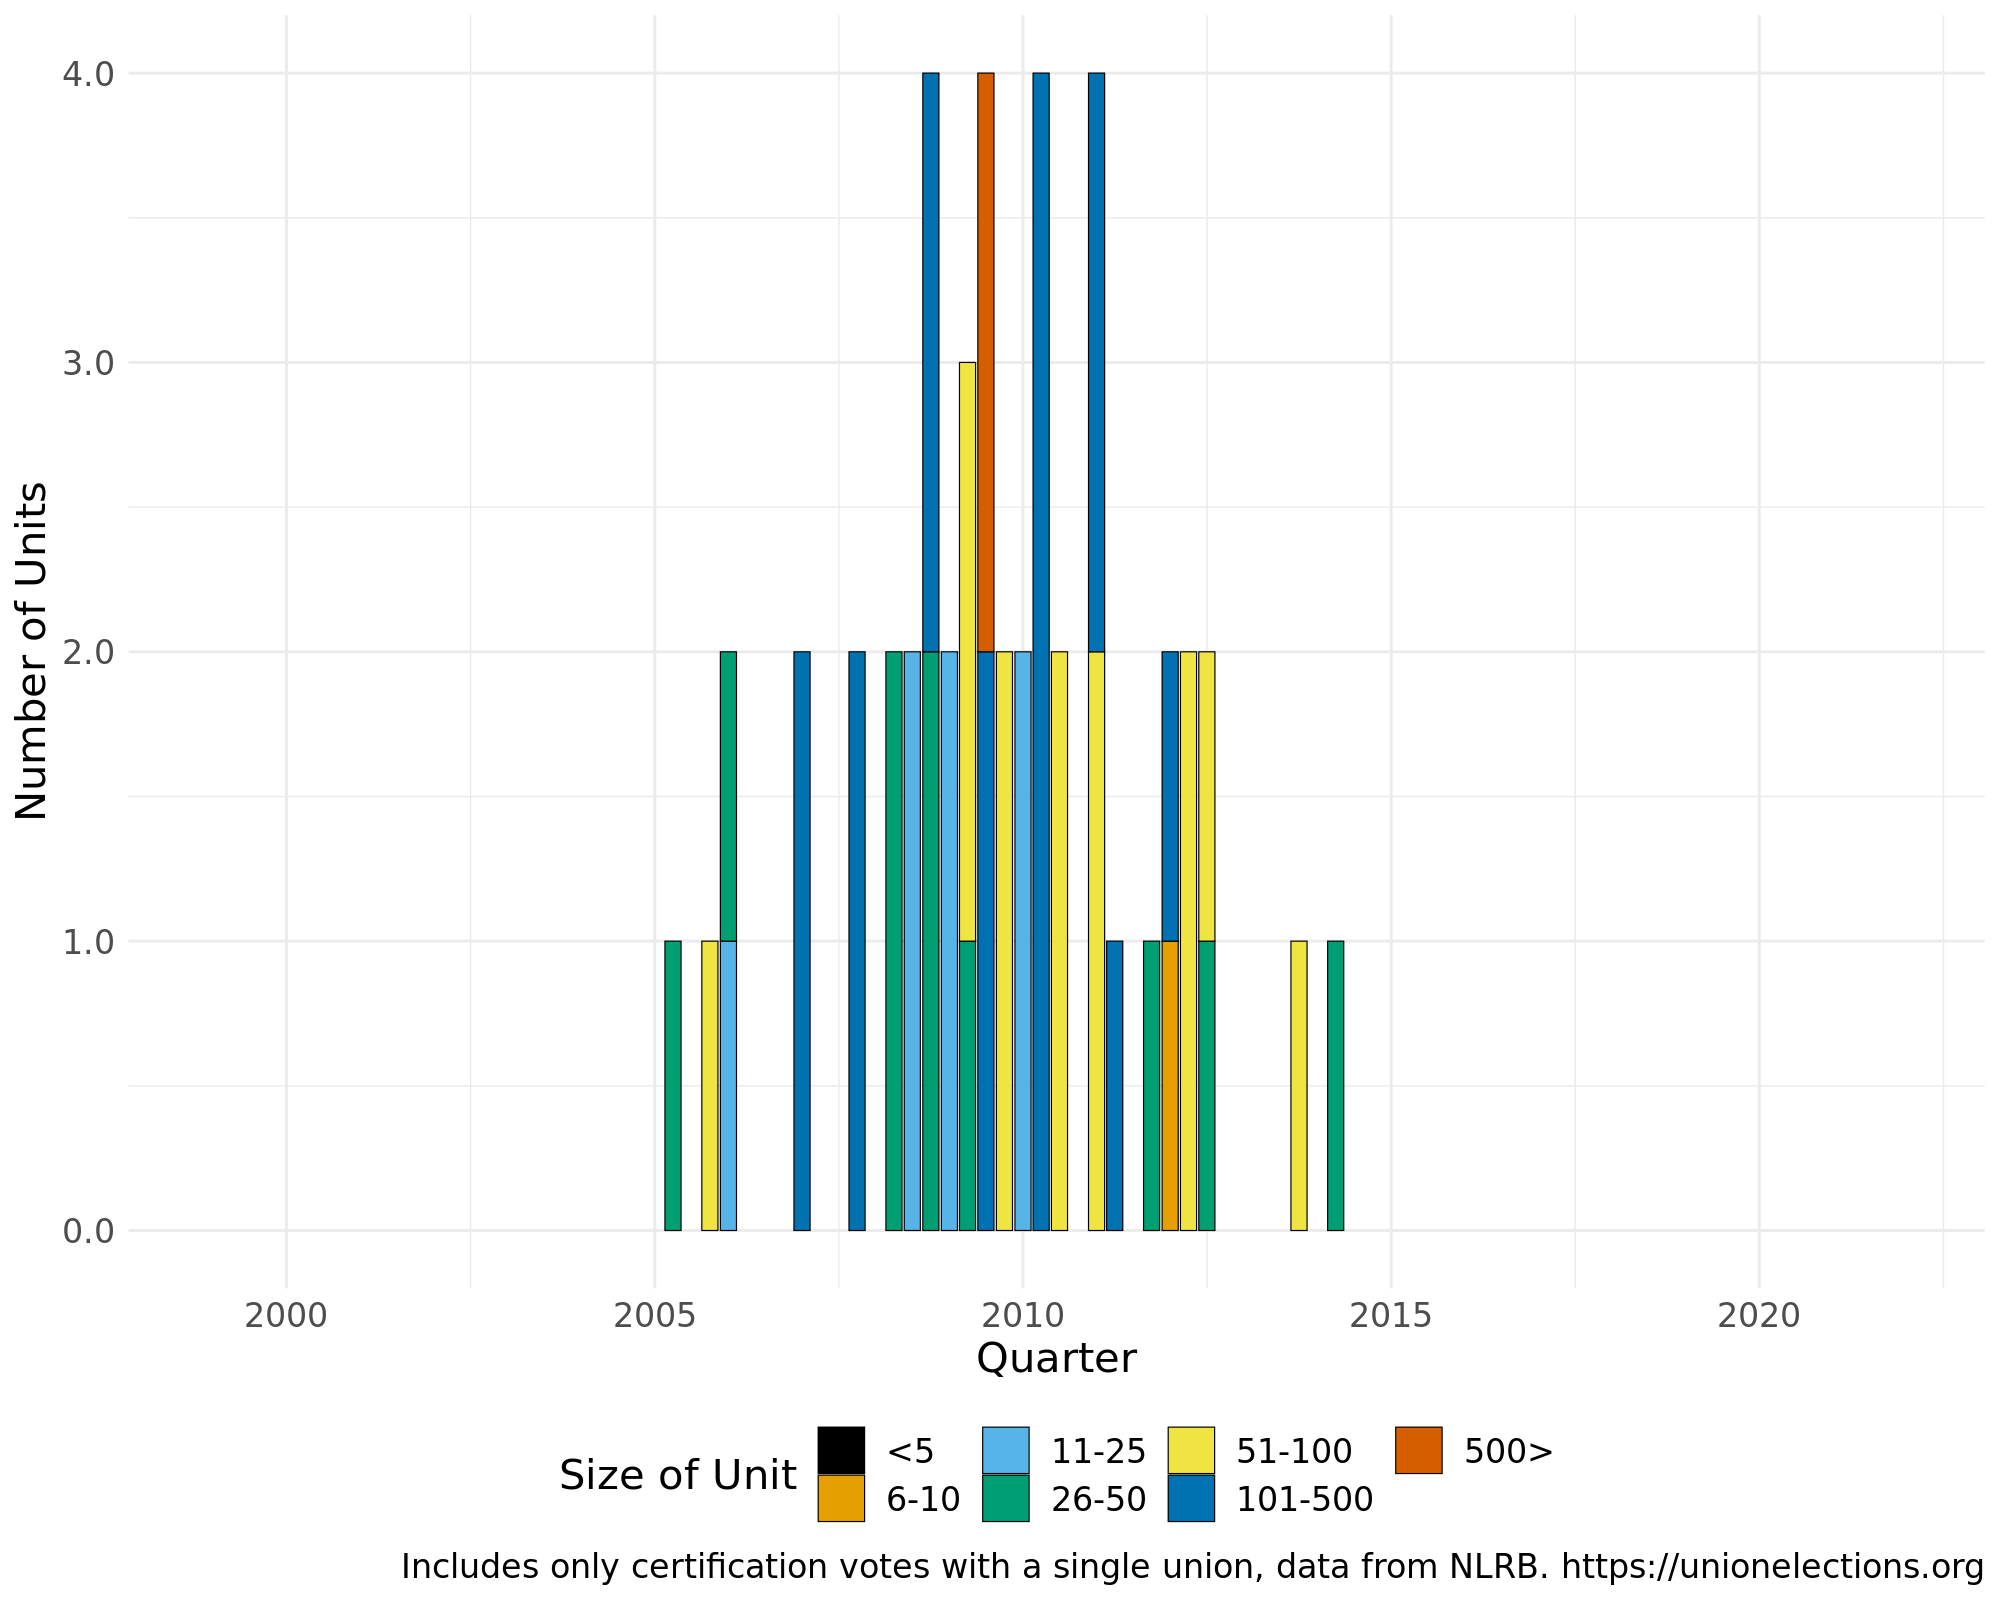 4.0
3.0
2.0
1.0
0.0
Number of Units
2000 2005 2010 2015 2020
Quarter
Size of Unit
<5 11-25 51-100 500>
6-10 26-50 101-500
Includes only certification votes with a single union, data from NLRB. https://unionelections.org